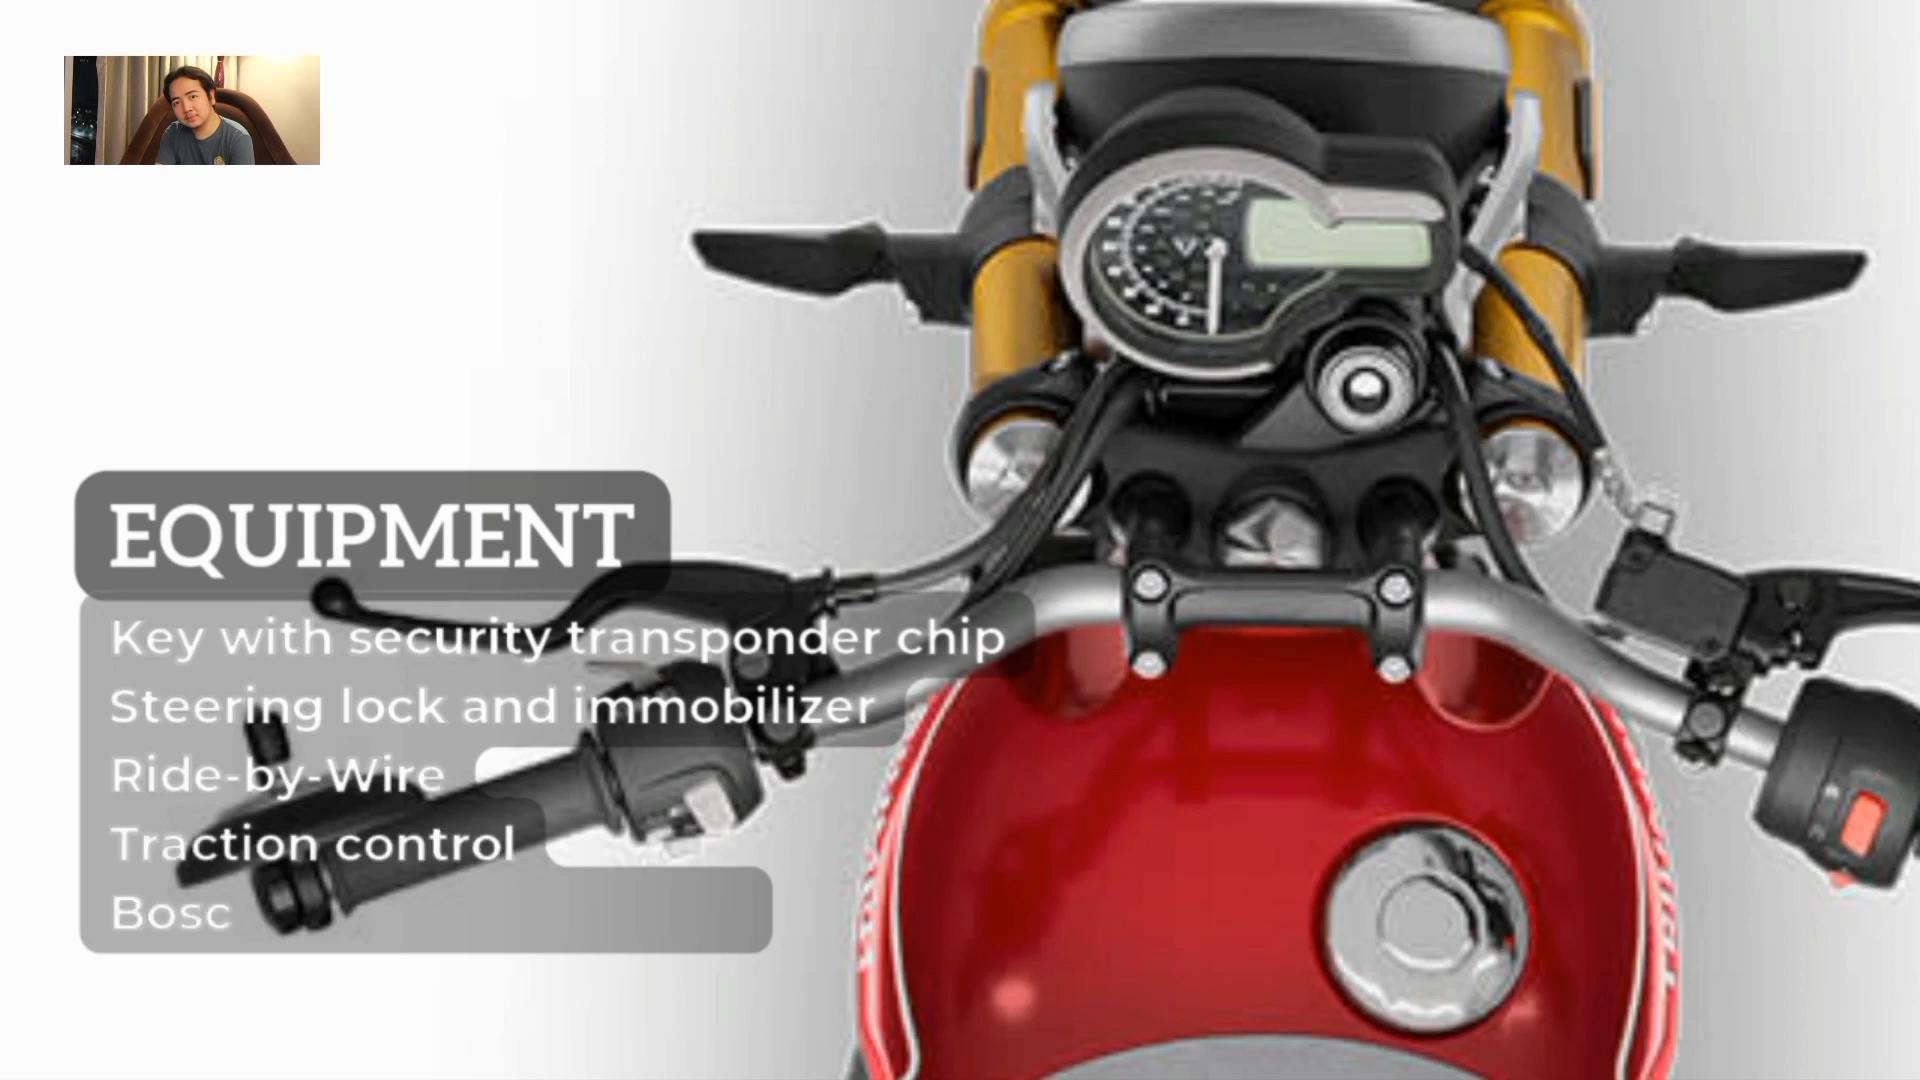 EQUIPMENT
Key with security transponder chip
Steering lock and immobilizer
Ride-by-Wire
Traction control
Bosc